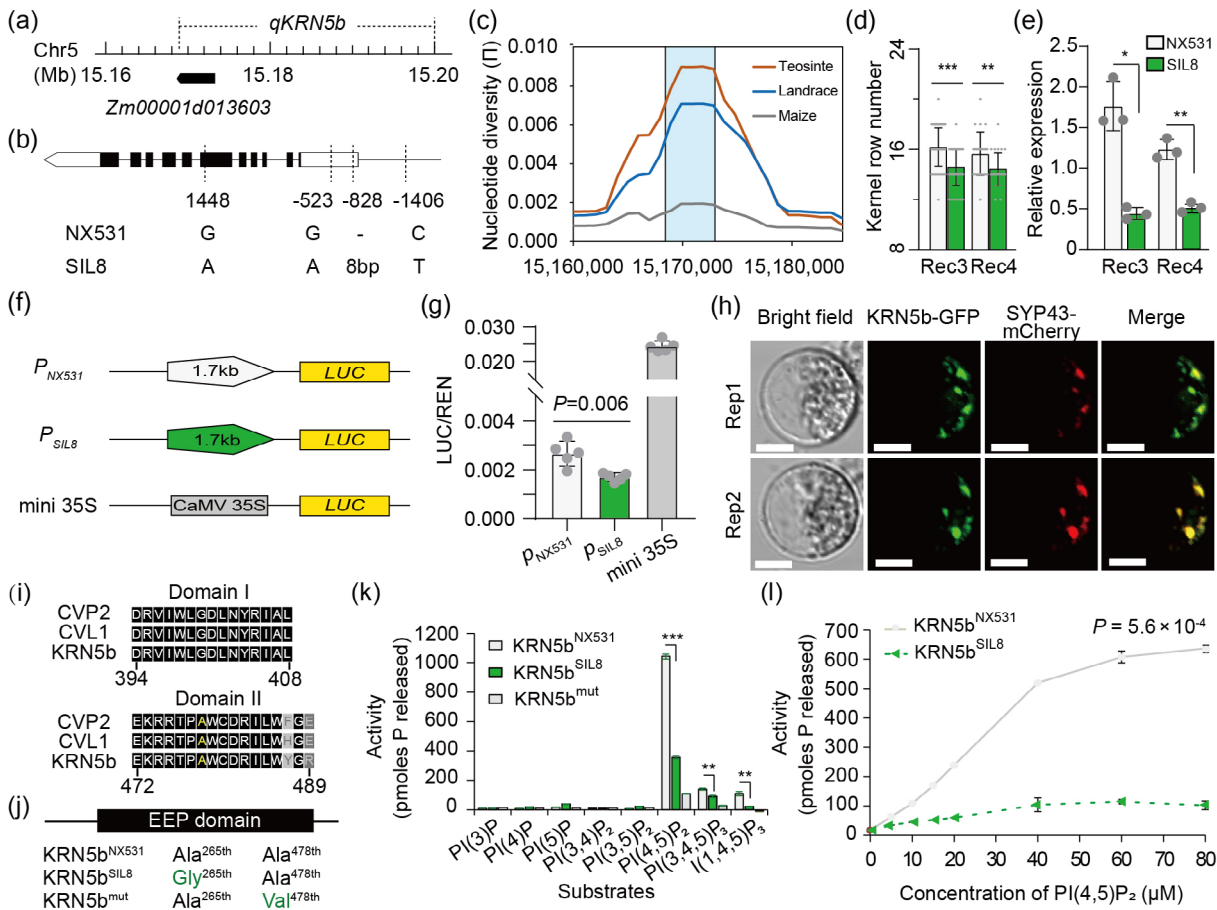 (a)
qKRN5b
Chr5
(Mb) 15.16 15.18 15.20
Zm00001d013603
(b)
1448 -523 -828 -1406
NX531 G G - C
SIL8 A A 8bp T
(c)
Nucleotide diversity (Π)
0.010
0.008
0.006
0.004
0.002
0.000
15,160,000 15,170,000 15,180,000
Teosinte
Landrace
Maize
(d)
Kernel row number
24
16
8
*** **
Rec3 Rec4
(e)
Relative expression
2.5
2.0
1.5
1.0
0.5
0
NX531
SIL8
*
**
Rec3 Rec4
(f)
PNX531 1.7kb LUC
PSIL8 1.7kb LUC
mini 35S CaMV 35S LUC
(g)
LUC/REN
0.030
0.025
0.020
0.004
0.002
0.000
P=0.006
pNX531 pSIL8 mini 35S
(h)
Bright field KRN5b-GFP SYP43-mCherry Merge
Rep1
Rep2
(i)
Domain I
CVP2 DRVIWLGDLNYRIAL
CVL1 DRVIWLGDLNYRIAL
KRN5b DRVIWLGDLNYRIAL
394 408
Domain II
CVP2 EKRRTPAWCDRILWFGE
CVL1 EKRRTPAWCDRILWHGE
KRN5b EKRRTPAWCDRILWYGR
472 489
(j)
EEP domain
KRN5bNX531 Ala265th Ala478th
KRN5bSIL8 Gly265th Ala478th
KRN5bmut Ala265th Val478th
(k)
Activity
(pmoles P released)
1200
1000
800
600
400
200
0
KRN5bNX531
KRN5bSIL8
KRN5bmut
***
**
**
PI(3)P PI(4)P PI(5)P PI(3,4)P₂ PI(3,5)P₂ PI(4,5)P₂ PI(3,4,5)P₃ I(1,4,5)P₃
Substrates
(l)
Activity
(pmoles P released)
700
600
500
400
300
200
100
0
KRN5bNX531
KRN5bSIL8
P = 5.6 × 10⁻⁴
0 20 40 60 80
Concentration of PI(4,5)P₂ (μM)